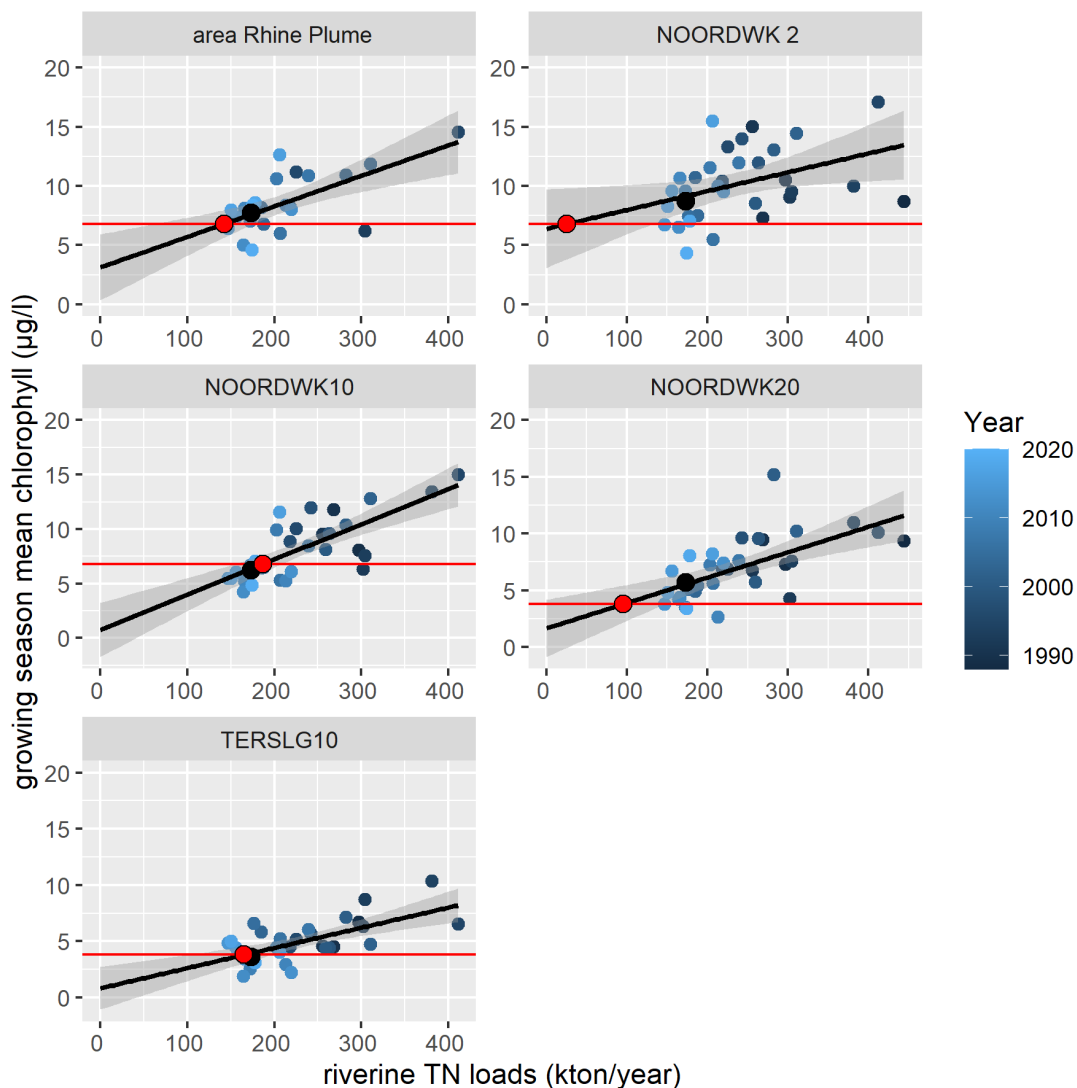 area Rhine Plume
NOORDWK 2
20
15
10
5
0
20
15
10
5
0
0 100 200 300 400
0 100 200 300 400
NOORDWK10
NOORDWK20
20
15
10
5
0
20
15
10
5
0
0 100 200 300 400
0 100 200 300 400
TERSLG10
20
15
10
5
0
0 100 200 300 400
growing season mean chlorophyll (µg/l)
riverine TN loads (kton/year)
Year
2020
2010
2000
1990